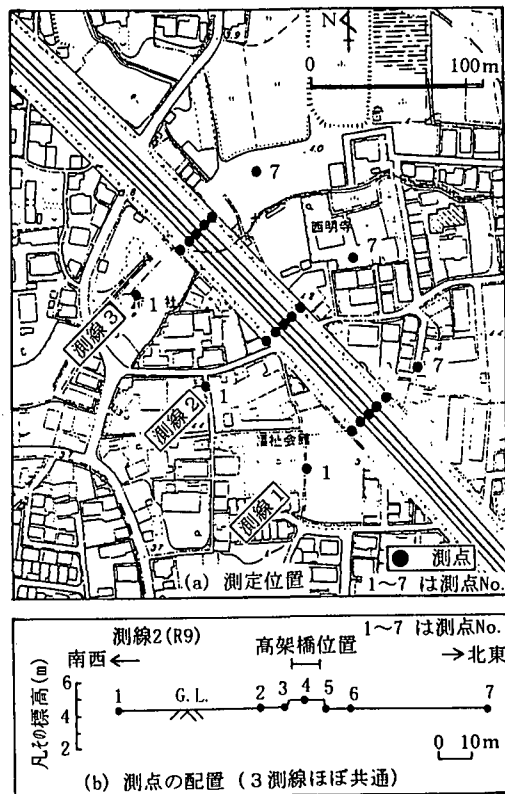 N
0 100m
7
西明寺
7
1 社
測線3
7
1
測線2
福祉会館
1
測線1
● 測点
(a) 測定位置
1~7 は測点No.
測線2(R9)
1~7 は測点No.
南西←
高架橋位置
→北東
凡その標高(m)
6
4
2
1 G.L. 2 3 4 5 6 7
0 10m
(b) 測点の配置 (3測線ほぼ共通)